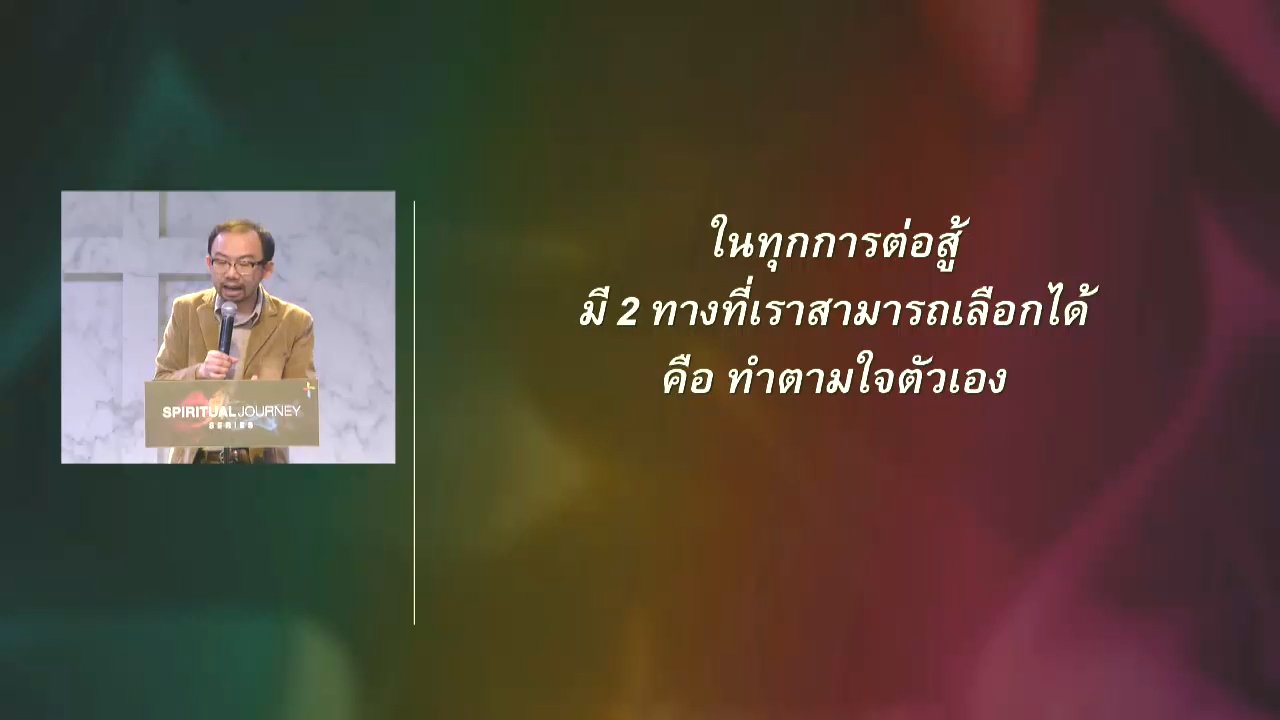 SPIRITUAL JOURNEY
SERIES
ในทุกการต่อสู้
มี 2 ทางที่เราสามารถเลือกได้
คือ ทำตามใจตัวเอง